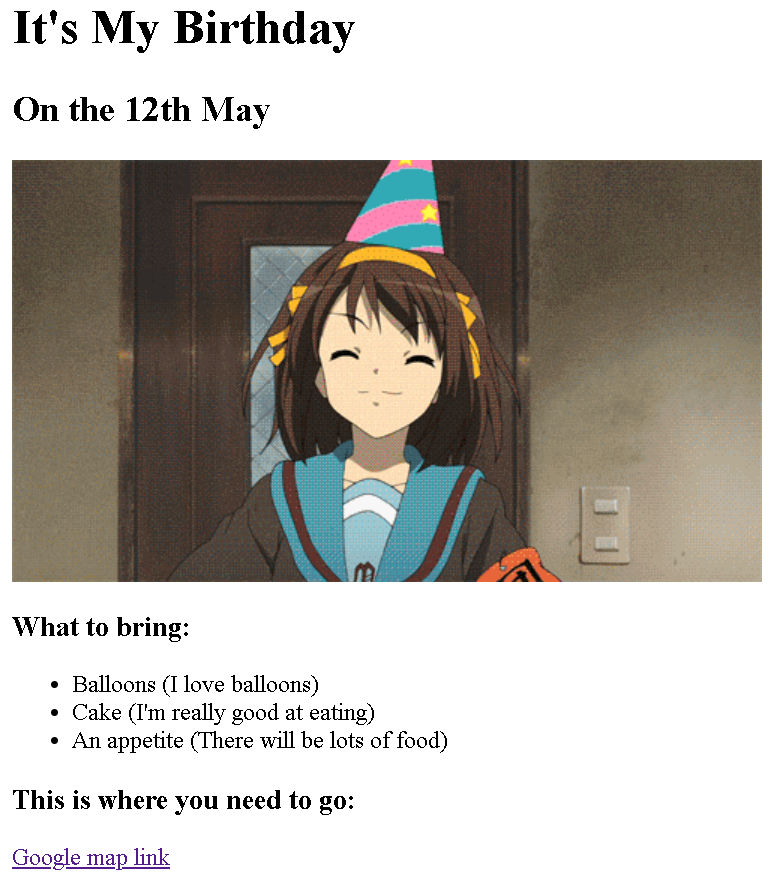 It's My Birthday
On the 12th May
What to bring:
Balloons (I love balloons)
Cake (I'm really good at eating)
An appetite (There will be lots of food)
This is where you need to go:
Google map link